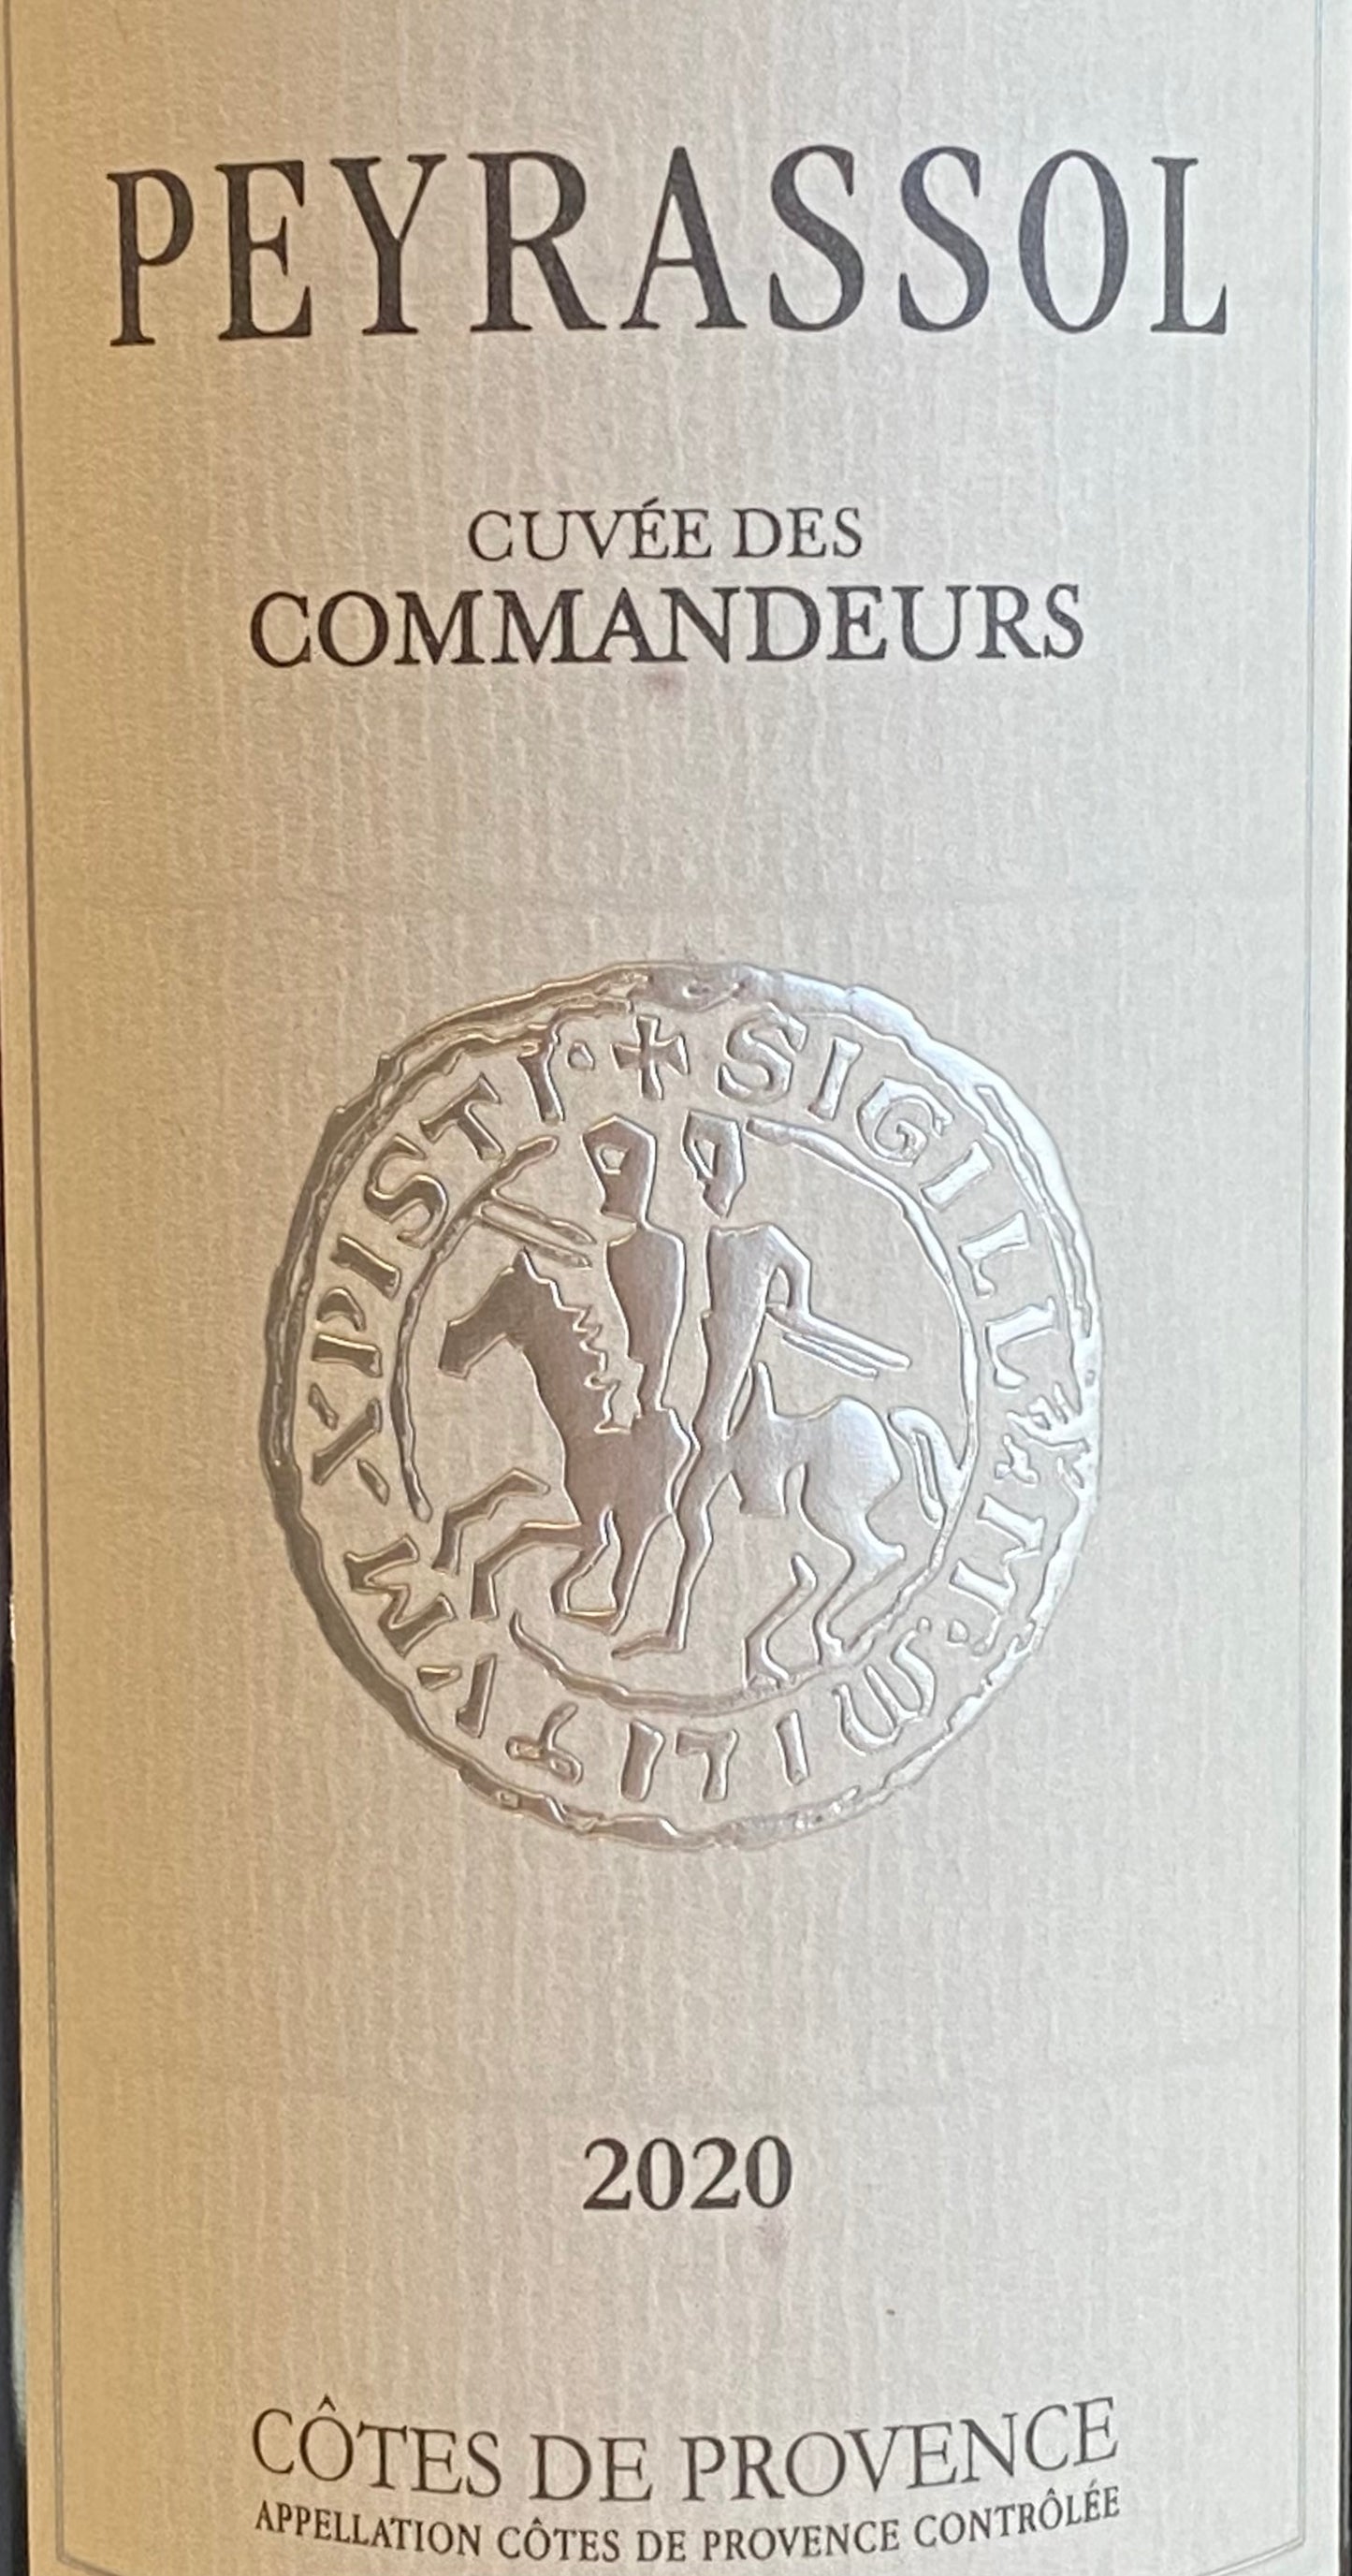 PEYRASSOL
CUVÉE DES
COMMANDEURS
✠ SIGILLVM·MILITVM·XPISTI·
2020
CÔTES DE PROVENCE
APPELLATION CÔTES DE PROVENCE CONTRÔLÉE